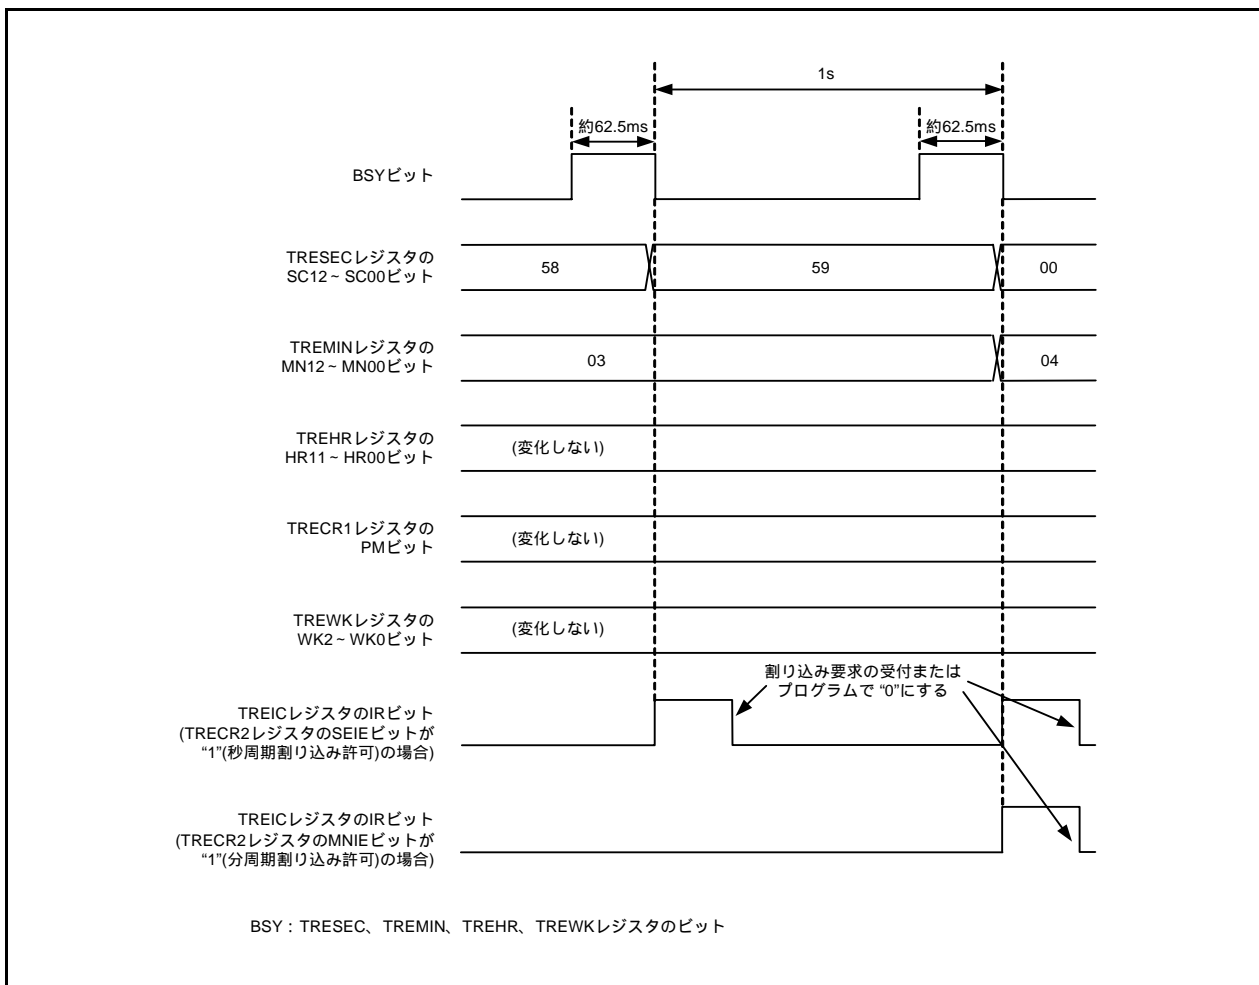 1s
約62.5ms
約62.5ms
BSYビット
TRESECレジスタの
SC12~SC00ビット
58
59
00
TREMINレジスタの
MN12~MN00ビット
03
04
TREHRレジスタの
HR11~HR00ビット
(変化しない)
TRECR1レジスタの
PMビット
(変化しない)
TREWKレジスタの
WK2~WK0ビット
(変化しない)
割り込み要求の受付または
プログラムで “0”にする
TREICレジスタのIRビット
(TRECR2レジスタのSEIEビットが
“1”(秒周期割り込み許可)の場合)
TREICレジスタのIRビット
(TRECR2レジスタのMNIEビットが
“1”(分周期割り込み許可)の場合)
BSY:TRESEC、TREMIN、TREHR、TREWKレジスタのビット